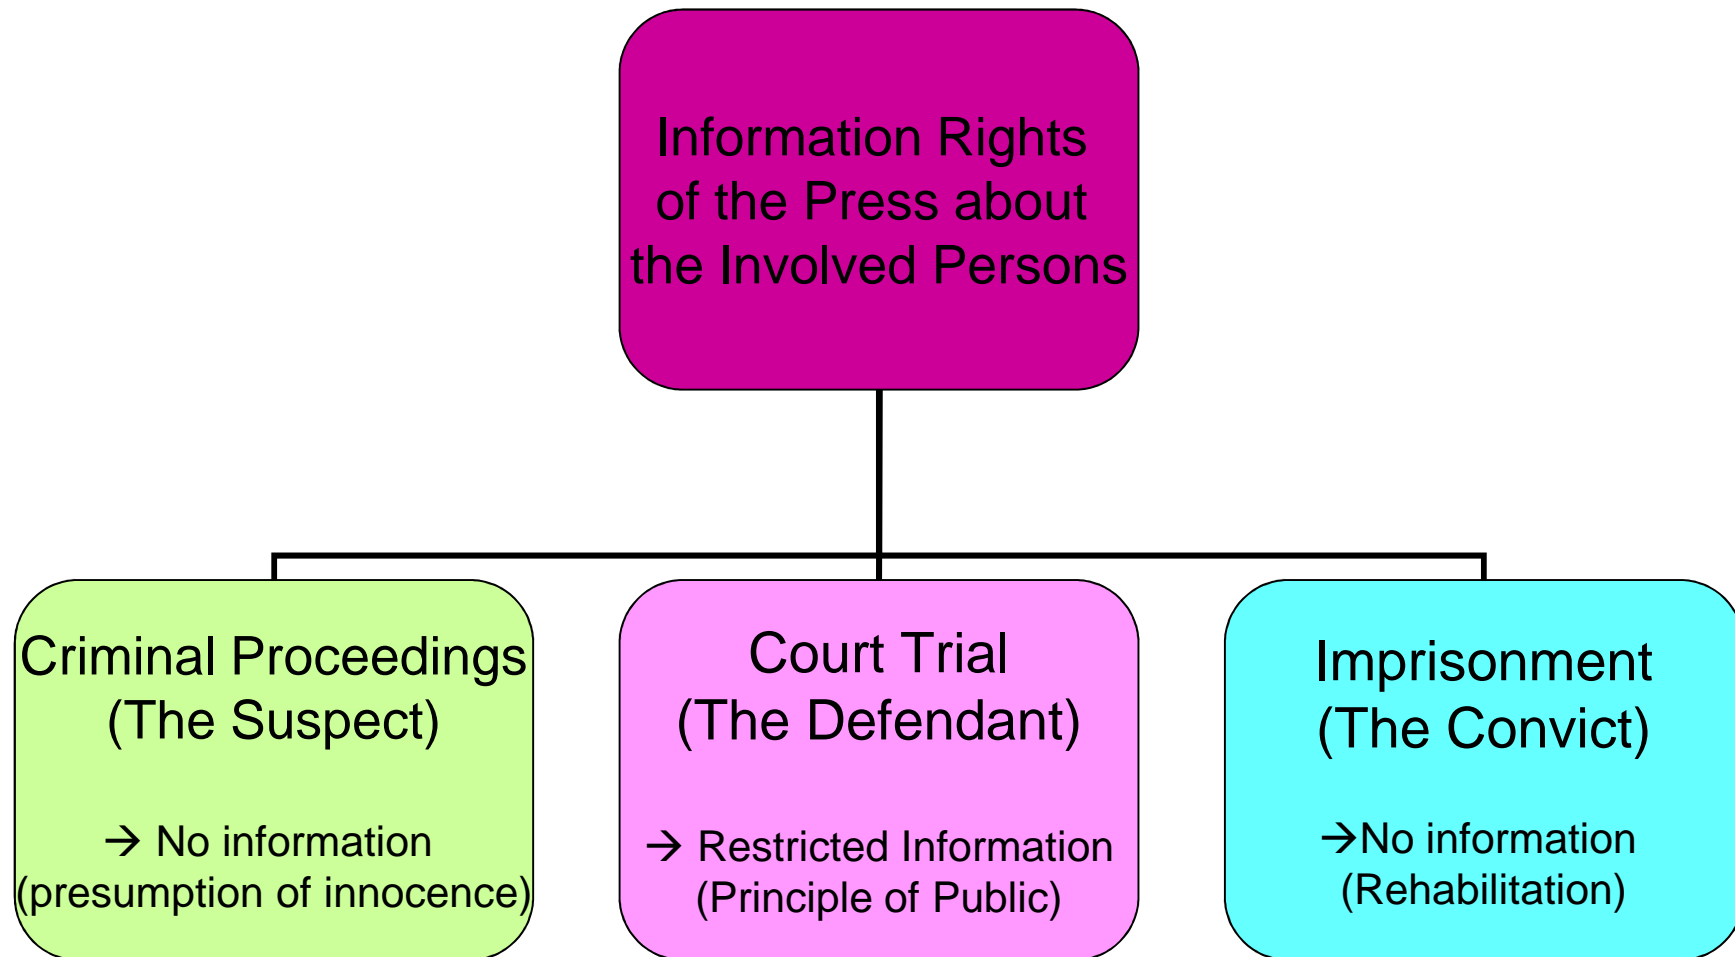 Information Rights
of the Press about
the Involved Persons
Criminal Proceedings
(The Suspect)
→ No information
(presumption of innocence)
Court Trial
(The Defendant)
→ Restricted Information
(Principle of Public)
Imprisonment
(The Convict)
→No information
(Rehabilitation)